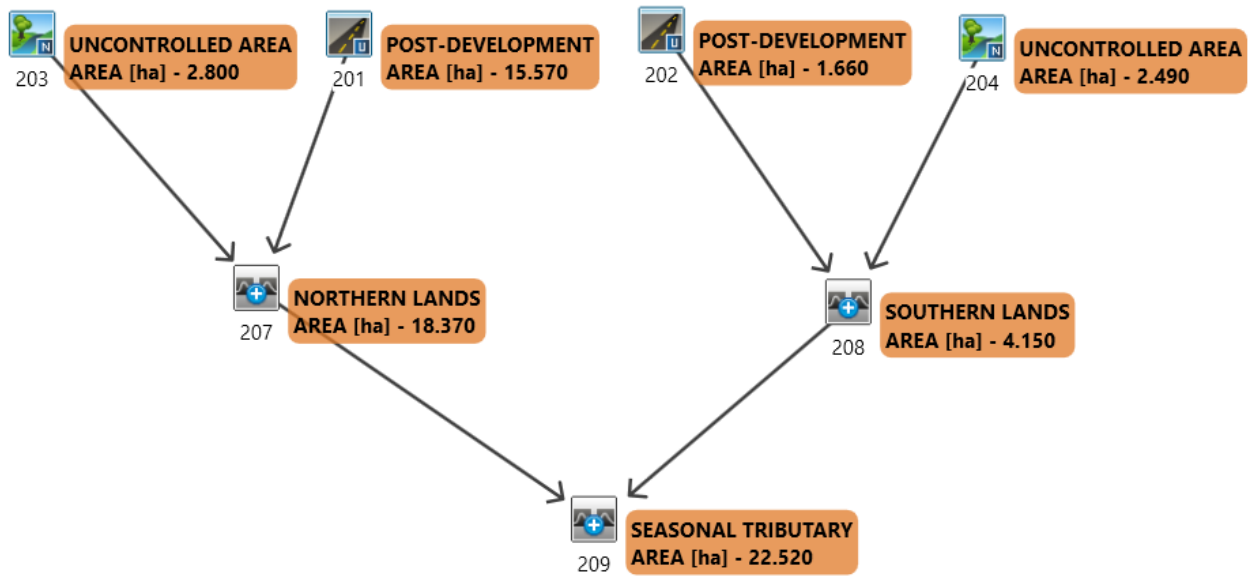 UNCONTROLLED AREA
AREA [ha] - 2.800
N
203
POST-DEVELOPMENT
AREA [ha] - 15.570
U
201
POST-DEVELOPMENT
AREA [ha] - 1.660
U
202
UNCONTROLLED AREA
AREA [ha] - 2.490
N
204
NORTHERN LANDS
AREA [ha] - 18.370
207
SOUTHERN LANDS
AREA [ha] - 4.150
208
SEASONAL TRIBUTARY
AREA [ha] - 22.520
209